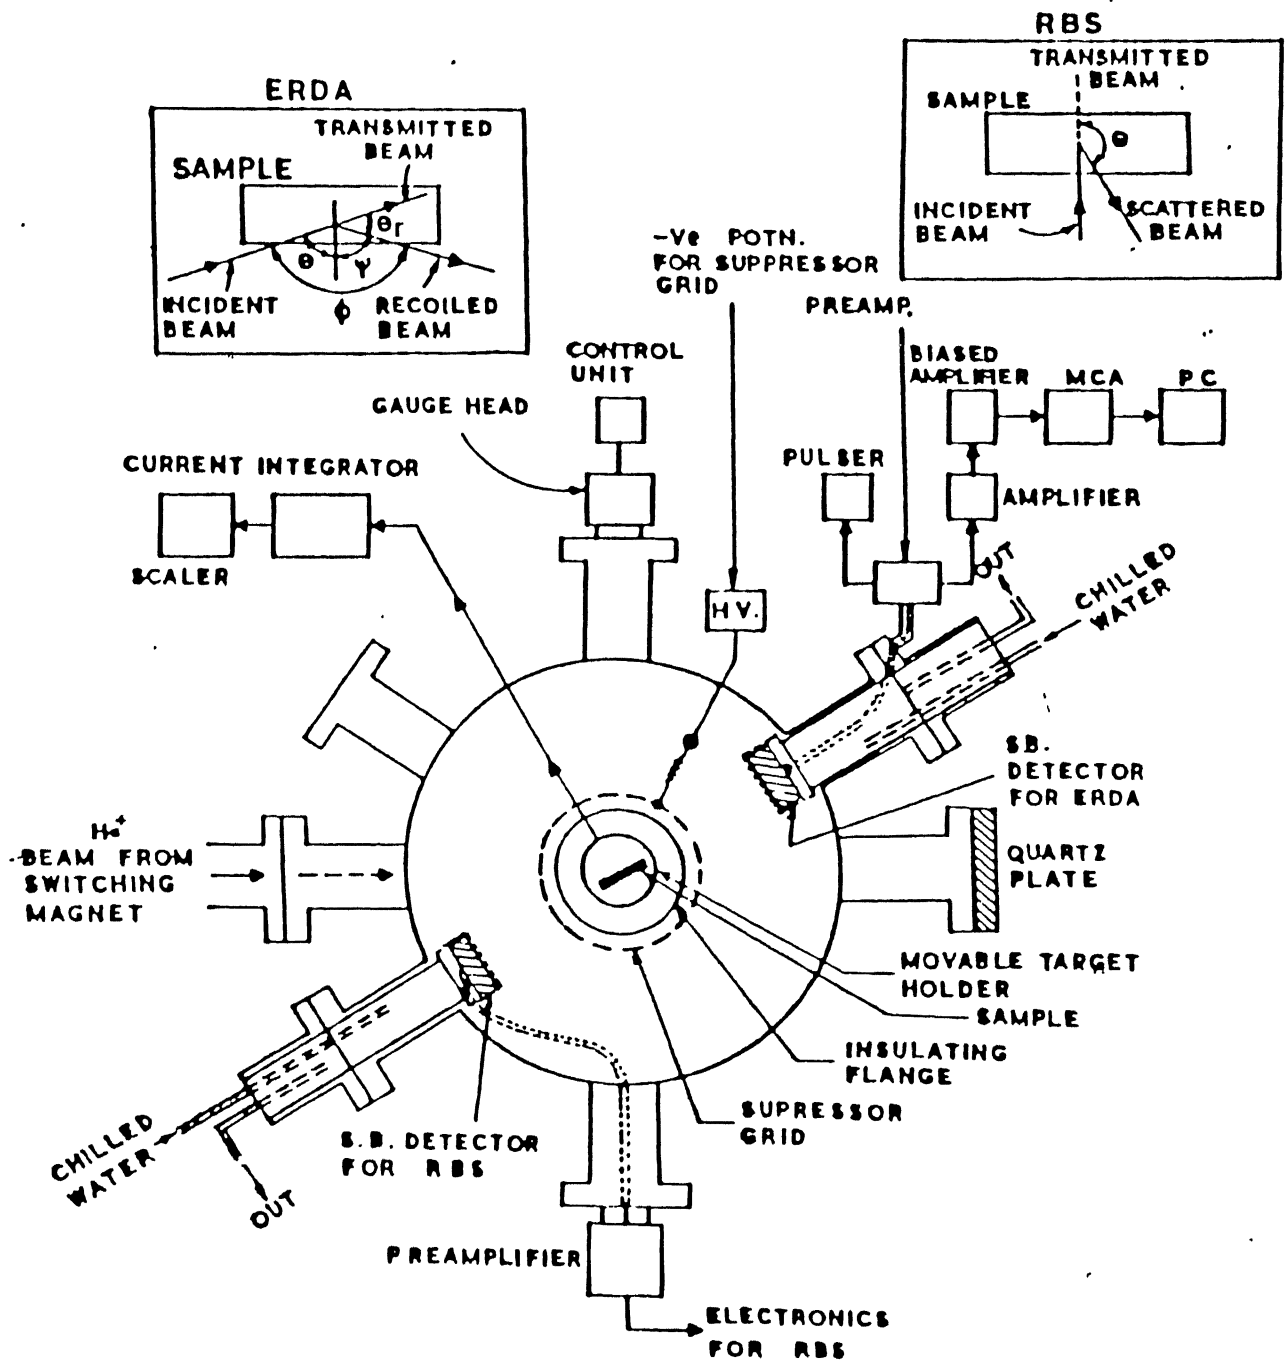 RBS
TRANSMITTED
BEAM
SAMPLE
θ
INCIDENT
BEAM
SCATTERED
BEAM
ERDA
TRANSMITTED
BEAM
SAMPLE
θr
θ
ψ
ϕ
INCIDENT
BEAM
RECOILED
BEAM
-Ve POTN.
FOR SUPPRESSOR
GRID
PREAMP.
CONTROL
UNIT
BIASED
AMPLIFIER
MCA
PC
GAUGE HEAD
CURRENT INTEGRATOR
PULSER
AMPLIFIER
SCALER
OUT
CHILLED
WATER
H V.
S.B.
DETECTOR
FOR ERDA
He+
BEAM FROM
SWITCHING
MAGNET
QUARTZ
PLATE
MOVABLE TARGET
HOLDER
SAMPLE
INSULATING
FLANGE
SUPRESSOR
GRID
S.B. DETECTOR
FOR RBS
CHILLED
WATER
OUT
PREAMPLIFIER
ELECTRONICS
FOR RBS